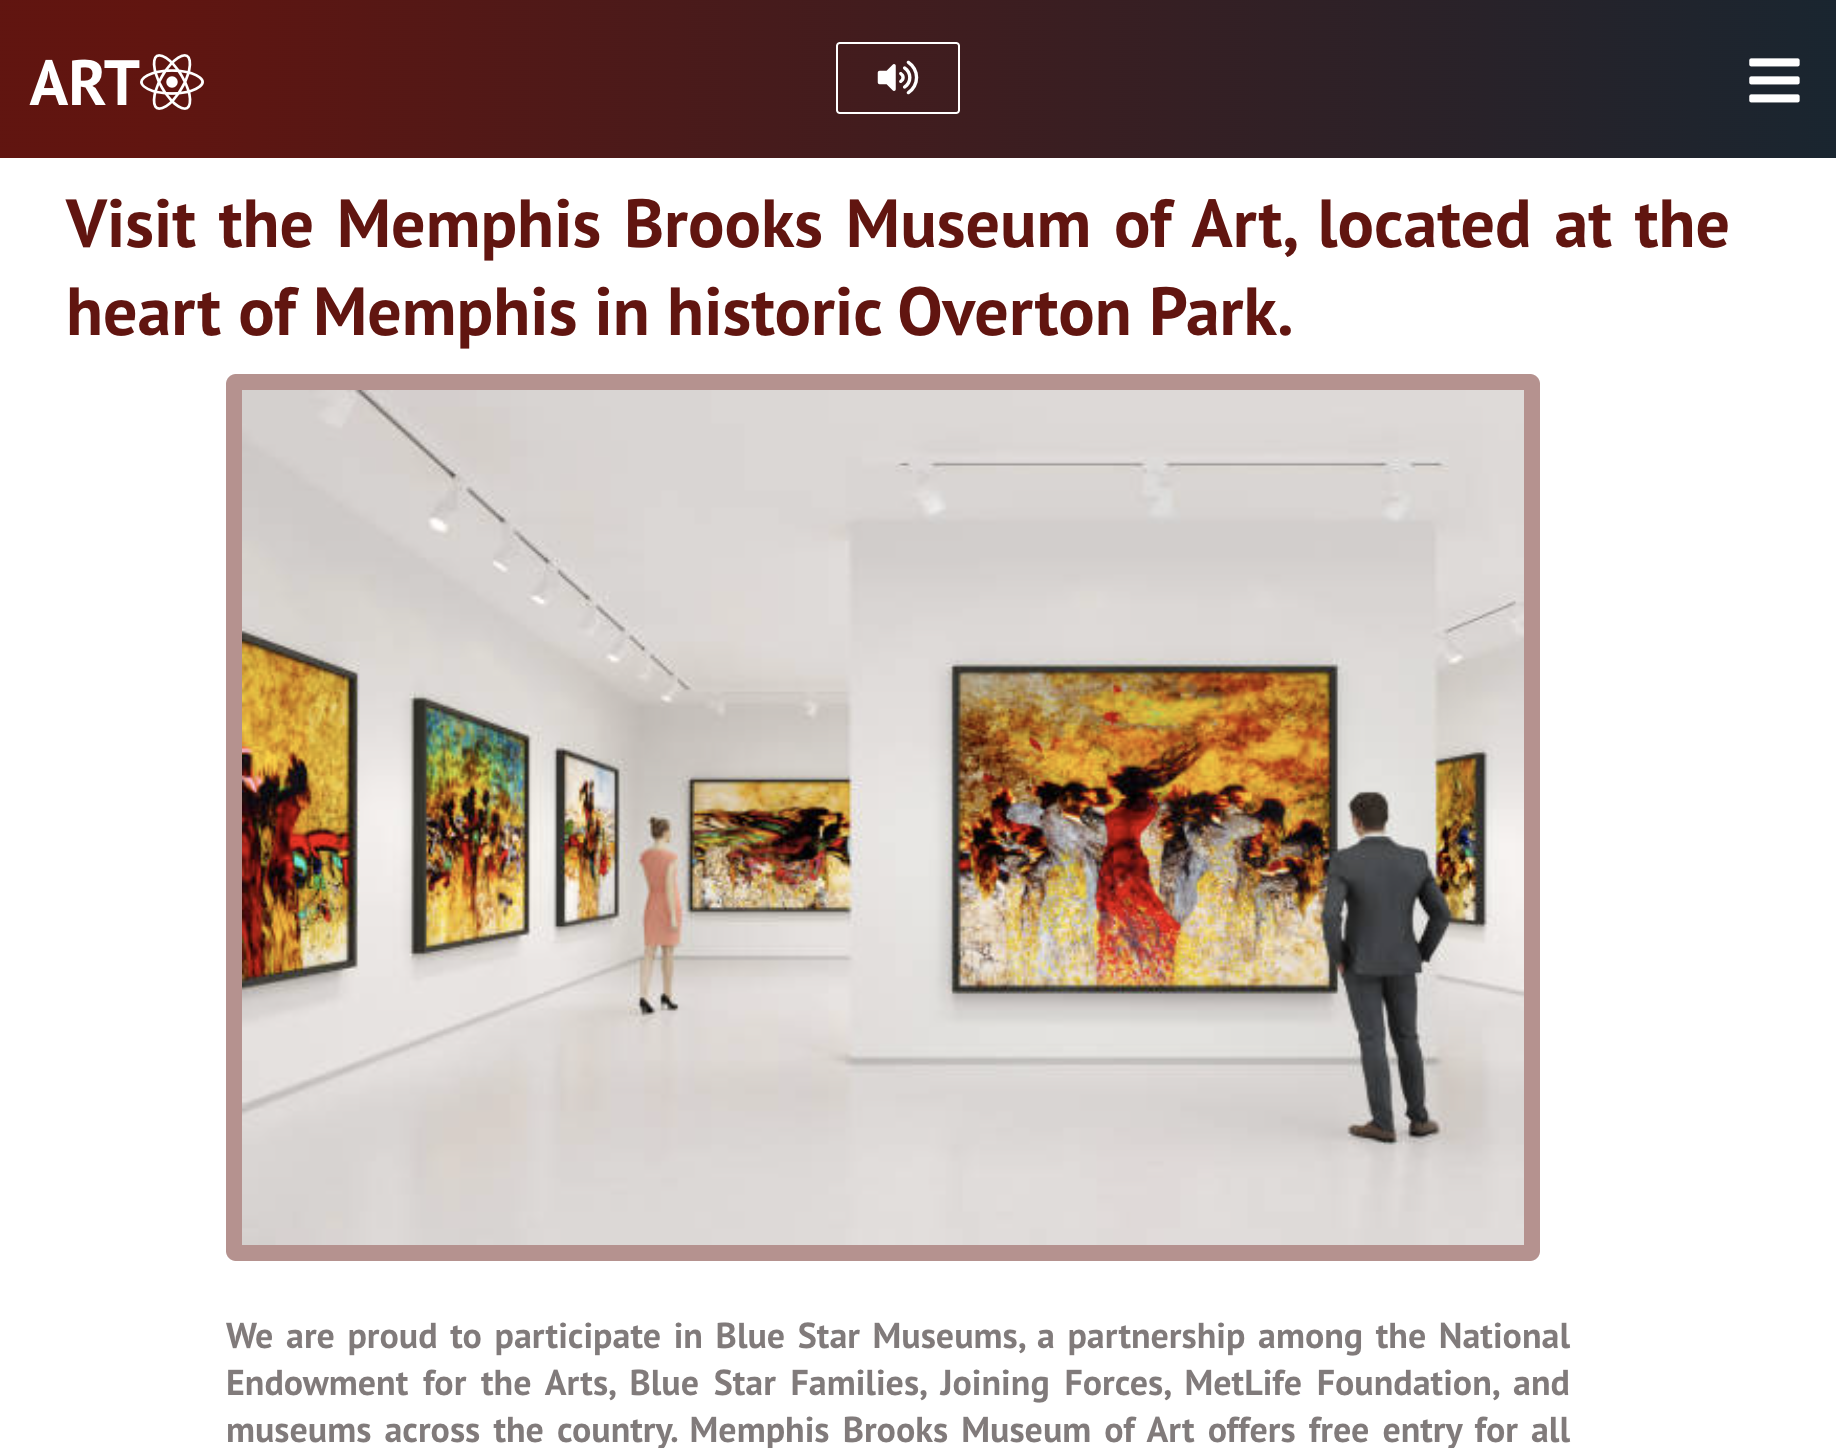 ART
Visit the Memphis Brooks Museum of Art, located at the
heart of Memphis in historic Overton Park.
We are proud to participate in Blue Star Museums, a partnership among the National
Endowment for the Arts, Blue Star Families, Joining Forces, MetLife Foundation, and
museums across the country. Memphis Brooks Museum of Art offers free entry for all